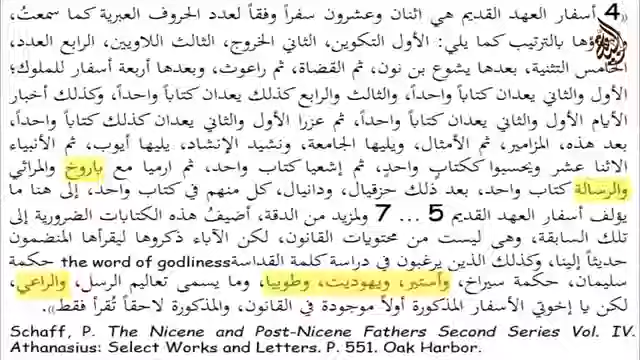 «4 أسفار العهد القديم هي اثنان وعشرون سفراً وفقاً لعدد الحروف العبرية كما سمعتُ،
ؤها بالترتيب كما يلي: الأول التكوين، الثاني الخروج، الثالث اللاويين، الرابع العدد،
الخامس التثنية، بعدها يشوع بن نون، ثم القضاة، ثم راعوث، وبعدها أربعة أسفار للملوك؛
الأول والثاني يعدان كتاباً واحداً، والثالث والرابع كذلك يعدان كتاباً واحداً، وكذلك أخبار
الأيام الأول والثاني يعدان كتاباً واحداً، ثم عزرا الأول والثاني يعدان كذلك كتاباً واحداً،
بعد هذه، المزامير، ثم الأمثال، ويليها الجامعة، ونشيد الإنشاد، يليها أيوب، ثم الأنبياء
الاثنا عشر ويحسبوا ككتابٍ واحدٍ، ثم إشعيا كتاب واحد، ثم ارميا مع باروخ والمراثي
والرسالة كتاب واحد، بعد ذلك حزقيال، ودانيال، كل منهم في كتاب واحد، إلى هنا ما
يؤلف أسفار العهد القديم 5 ... 7 ولمزيد من الدقة، أضيفُ هذه الكتابات الضرورية إلى
تلك السابقة، وهى ليست من محتويات القانون، لكن الآباء ذكروها ليقرأها المنضمون
حديثاً إلينا، وكذلك الذين يرغبون في دراسة كلمة القداسة the word of godliness حكمة
سليمان، حكمة سيراخ، وأستير، ويهوديت، وطوبيا، وما يسمى تعاليم الرسل، والراعي،
لكن يا إخوتي الأسفار المذكورة أولاً موجودة في القانون، والمذكورة لاحقاً تُقرأ فقط».
Schaff, P. The Nicene and Post-Nicene Fathers Second Series Vol. IV.
Athanasius: Select Works and Letters. P. 551. Oak Harbor.